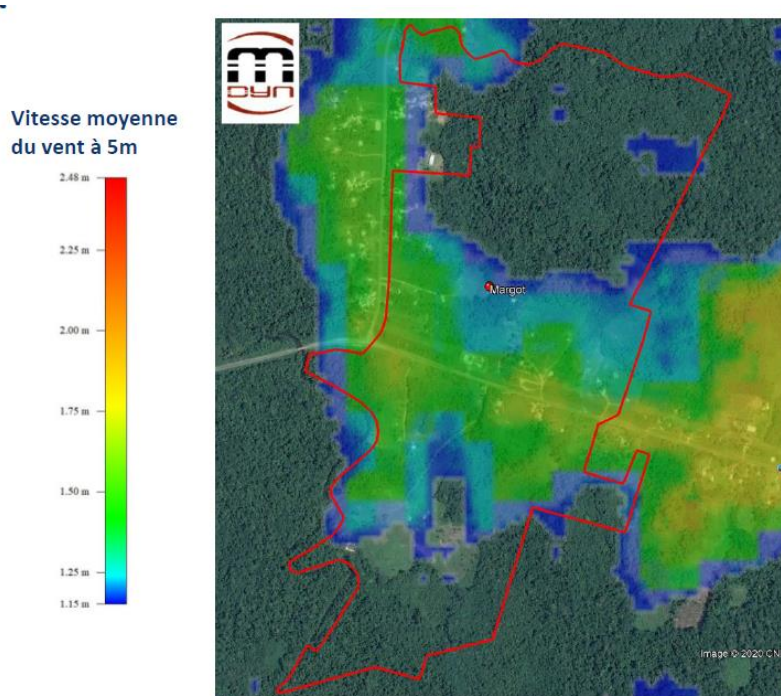 m
DYN
Vitesse moyenne
du vent à 5m
2.48 m
2.25 m
2.00 m
1.75 m
1.50 m
1.25 m
1.15 m
Margot
Image © 2020 CN